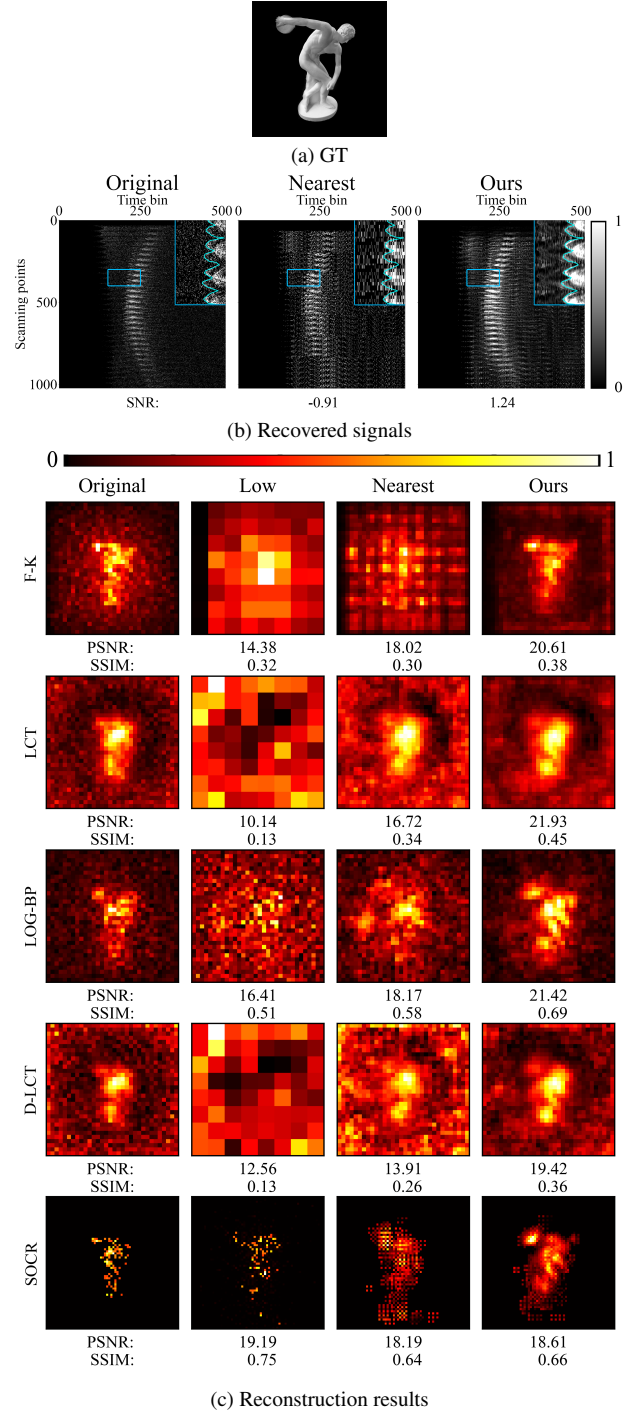 (a) GT
Original Nearest Ours
Time bin Time bin Time bin
0 250 500 0 250 500 0 250 500
0
500
1000
Scanning points
1
0
SNR: -0.91 1.24
(b) Recovered signals
0 1
Original Low Nearest Ours
F-K
PSNR: 14.38 18.02 20.61
SSIM: 0.32 0.30 0.38
LCT
PSNR: 10.14 16.72 21.93
SSIM: 0.13 0.34 0.45
LOG-BP
PSNR: 16.41 18.17 21.42
SSIM: 0.51 0.58 0.69
D-LCT
PSNR: 12.56 13.91 19.42
SSIM: 0.13 0.26 0.36
SOCR
PSNR: 19.19 18.19 18.61
SSIM: 0.75 0.64 0.66
(c) Reconstruction results